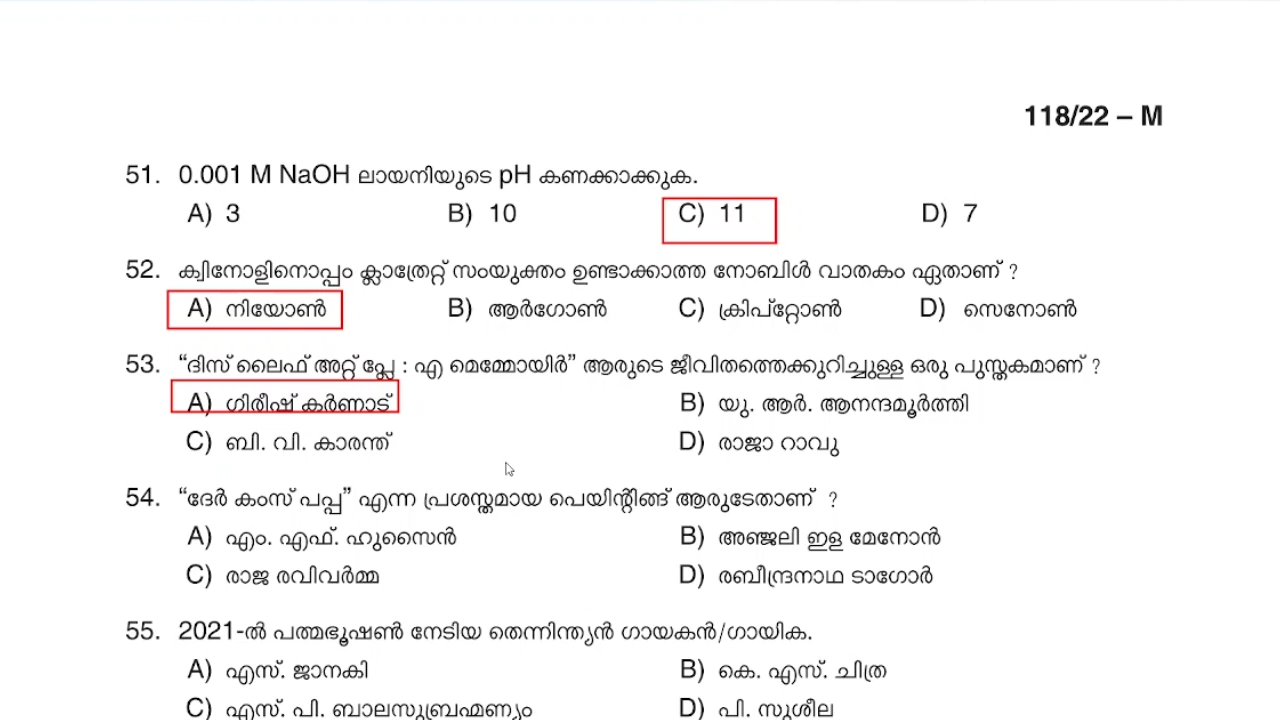 118/22 – M
51. 0.001 M NaOH ലായനിയുടെ pH കണക്കാക്കുക.
A) 3 B) 10 C) 11 D) 7
52. ക്വിനോളിനൊപ്പം ക്ലാത്രേറ്റ് സംയുക്തം ഉണ്ടാക്കാത്ത നോബിൾ വാതകം ഏതാണ് ?
A) നിയോൺ B) ആർഗോൺ C) ക്രിപ്റ്റോൺ D) സെനോൺ
53. “ദിസ് ലൈഫ് അറ്റ് പ്ലേ : എ മെമ്മോയിർ” ആരുടെ ജീവിതത്തെക്കുറിച്ചുള്ള ഒരു പുസ്തകമാണ് ?
A) ഗിരീഷ് കർണാട് B) യു. ആർ. ആനന്ദമൂർത്തി
C) ബി. വി. കാരന്ത് D) രാജാ റാവു
54. “ദേർ കംസ് പപ്പ” എന്ന പ്രശസ്തമായ പെയിന്റിങ്ങ് ആരുടേതാണ് ?
A) എം. എഫ്. ഹുസൈൻ B) അഞ്ജലി ഇള മേനോൻ
C) രാജ രവിവർമ്മ D) രബീന്ദ്രനാഥ ടാഗോർ
55. 2021-ൽ പത്മഭൂഷൺ നേടിയ തെന്നിന്ത്യൻ ഗായകൻ/ഗായിക.
A) എസ്. ജാനകി B) കെ. എസ്. ചിത്ര
C) എസ്. പി. ബാലസുബ്രഹ്മണ്യം D) പി. സുശീല